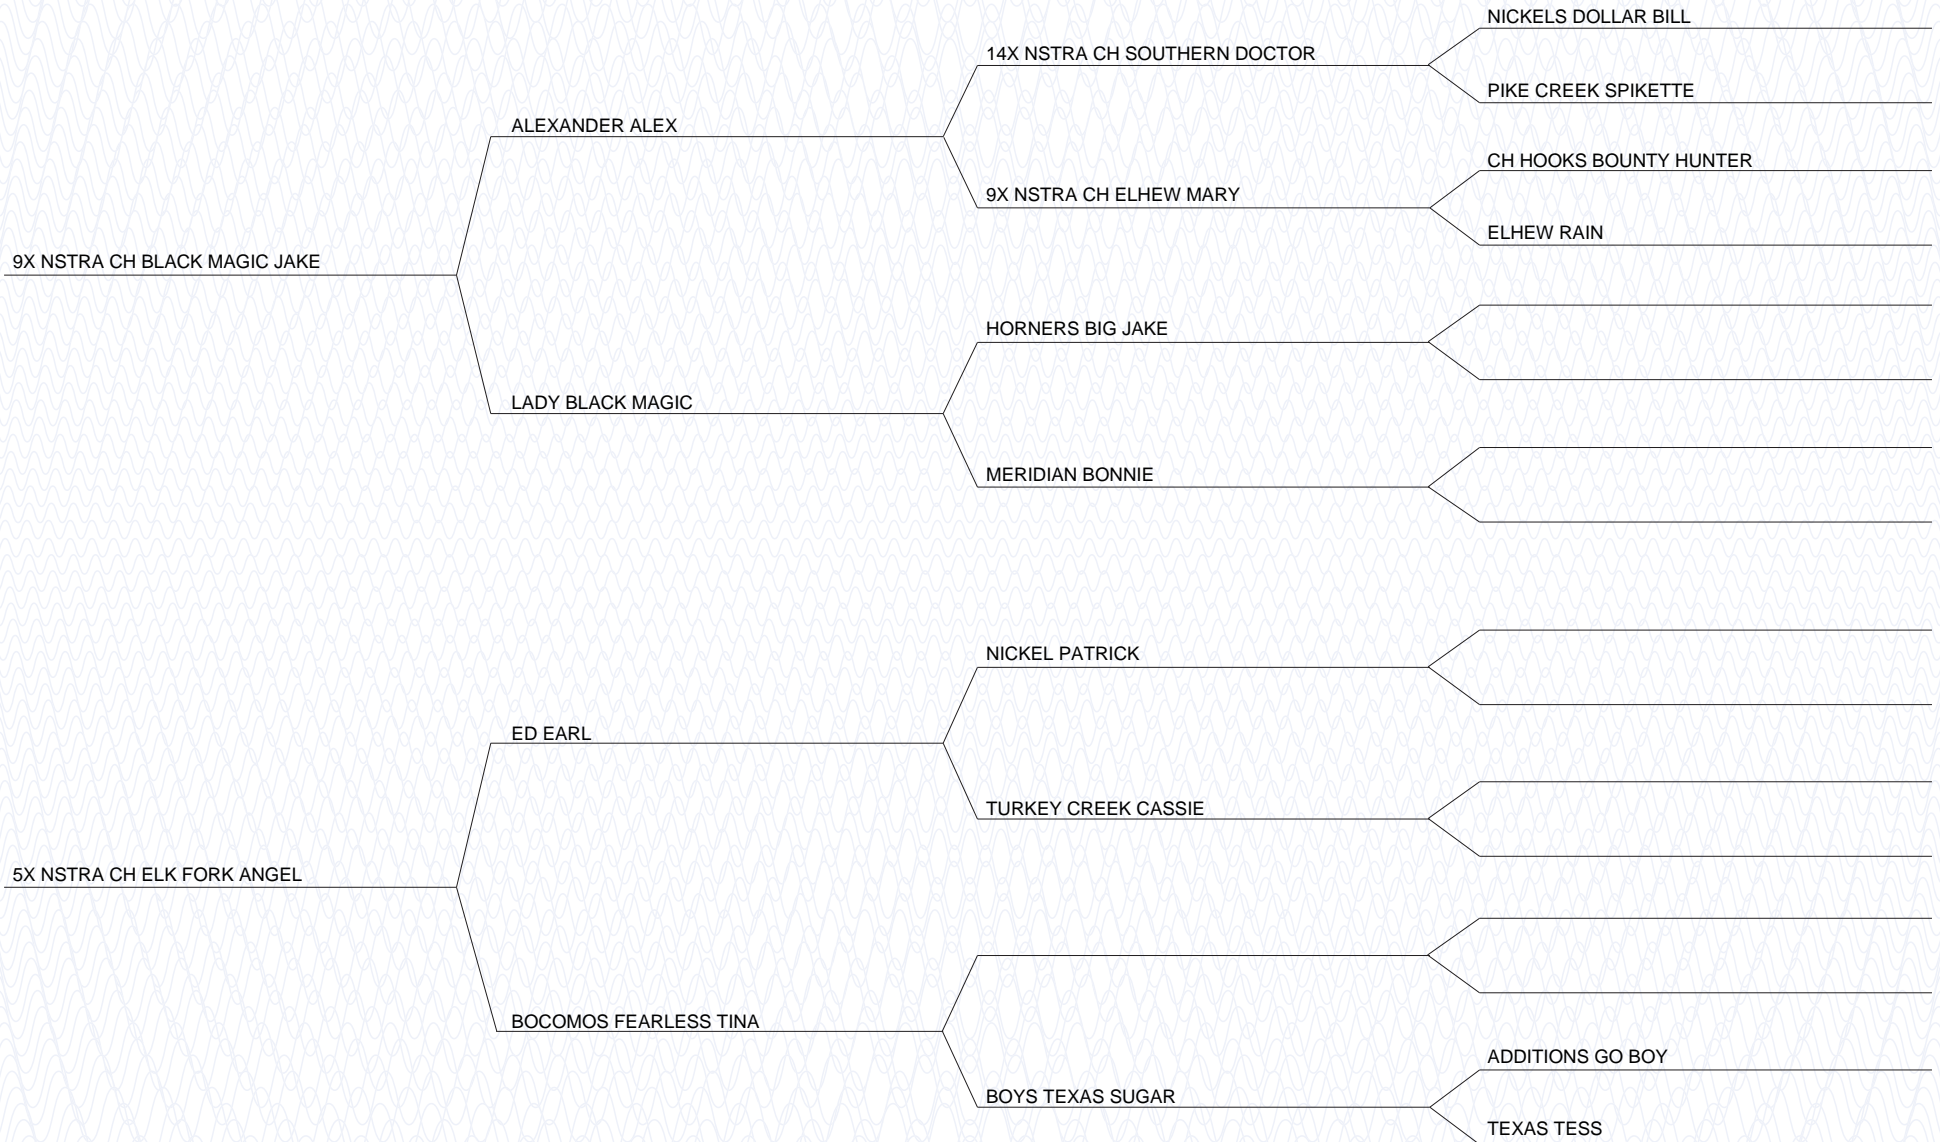 NICKELS DOLLAR BILL
14X NSTRA CH SOUTHERN DOCTOR
PIKE CREEK SPIKETTE
ALEXANDER ALEX
CH HOOKS BOUNTY HUNTER
9X NSTRA CH ELHEW MARY
ELHEW RAIN
9X NSTRA CH BLACK MAGIC JAKE
HORNERS BIG JAKE
LADY BLACK MAGIC
MERIDIAN BONNIE
NICKEL PATRICK
ED EARL
TURKEY CREEK CASSIE
5X NSTRA CH ELK FORK ANGEL
BOCOMOS FEARLESS TINA
ADDITIONS GO BOY
BOYS TEXAS SUGAR
TEXAS TESS